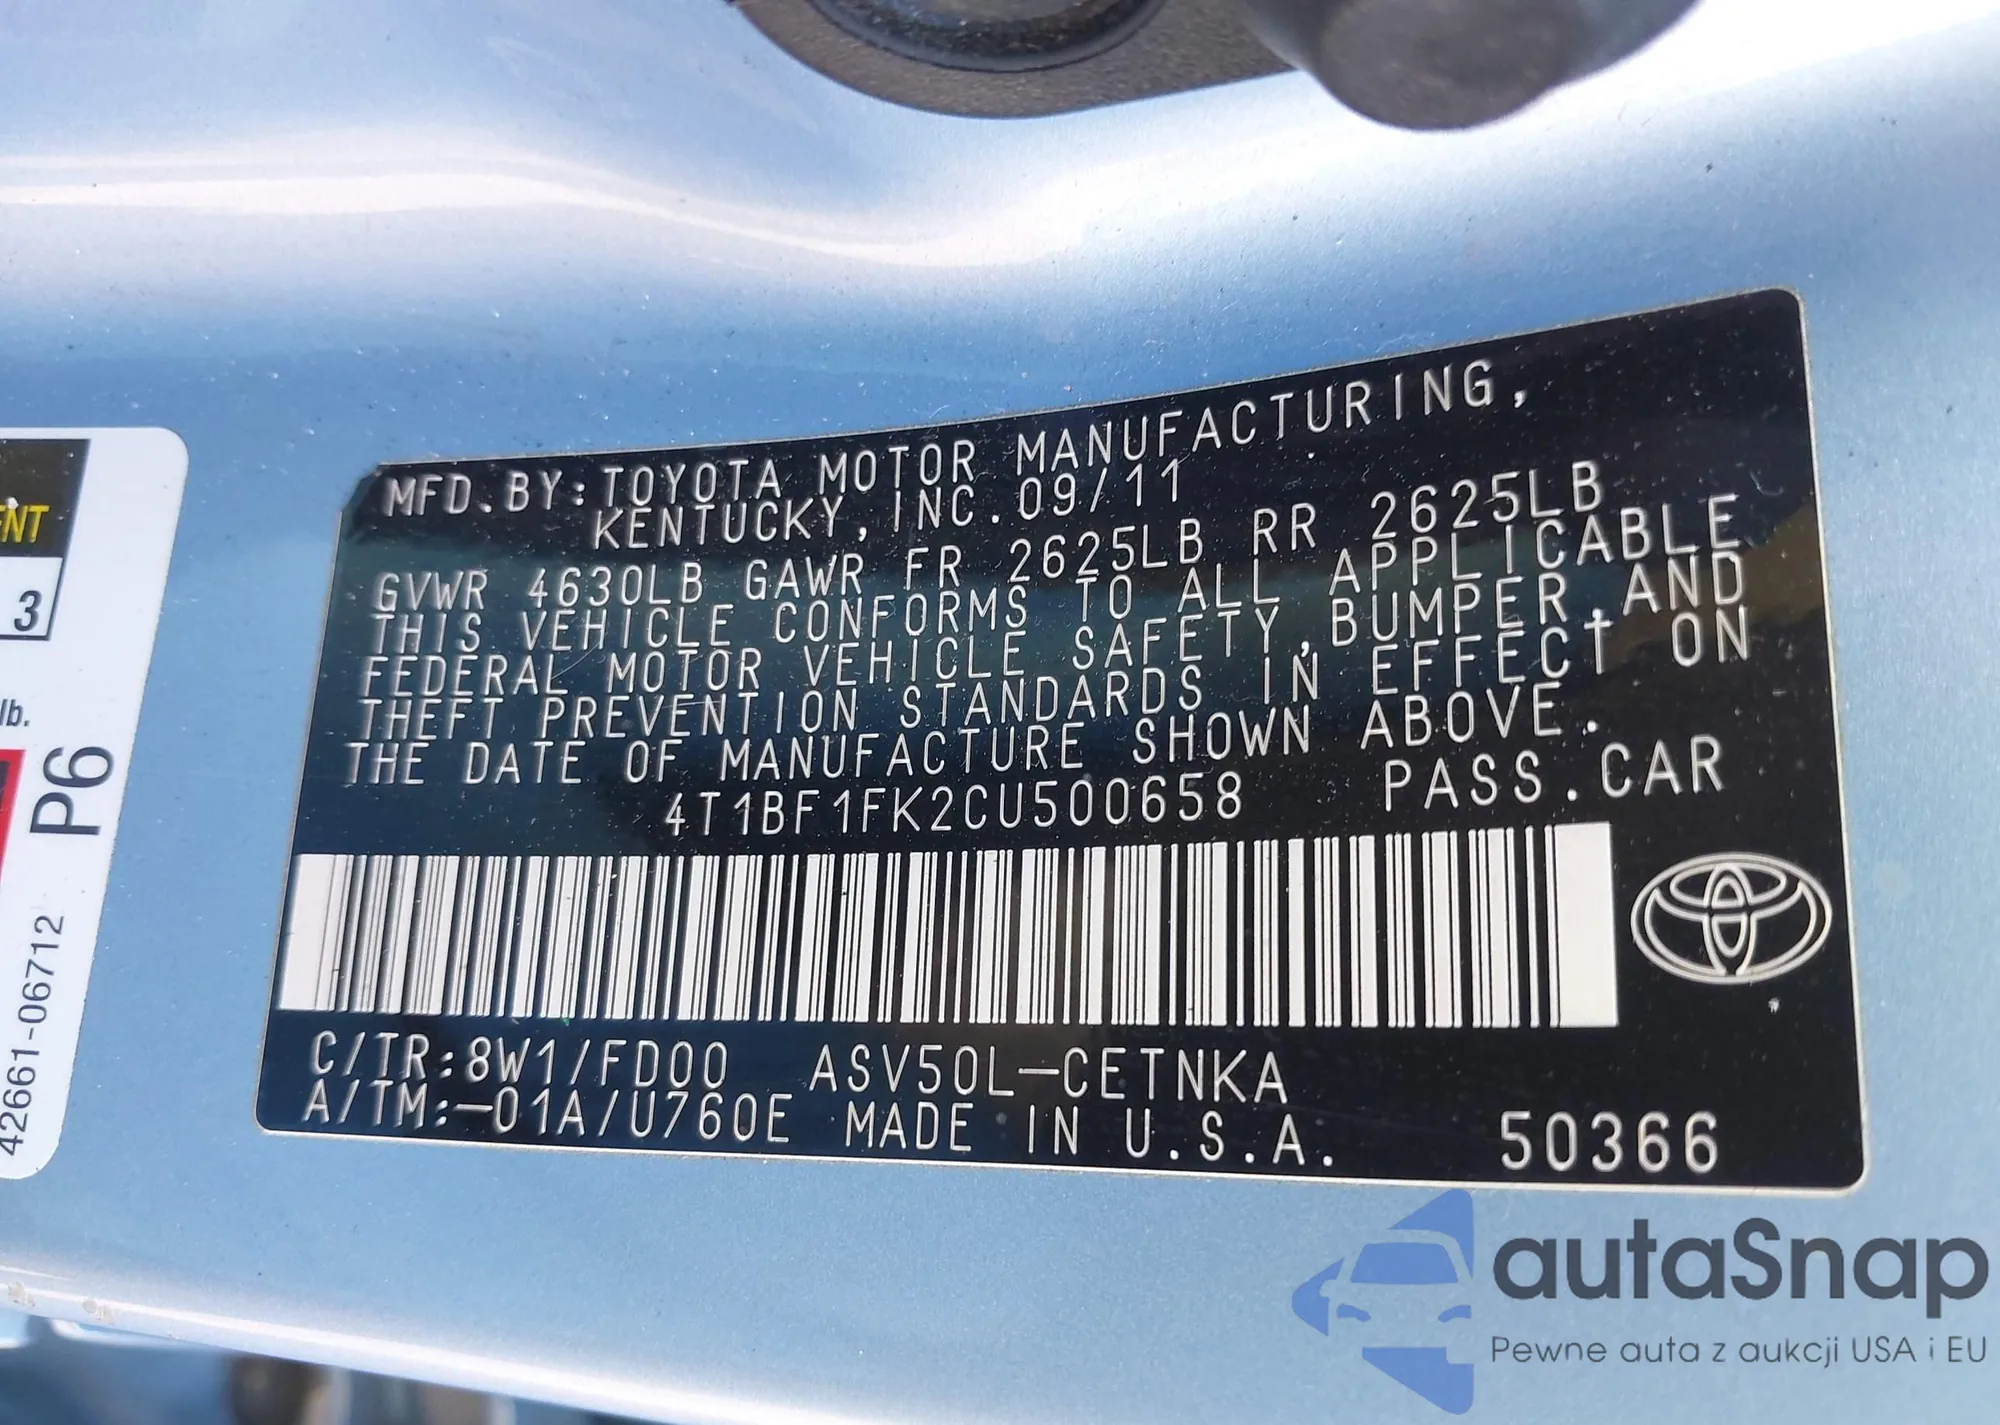 MFD.BY:TOYOTA MOTOR MANUFACTURING,
KENTUCKY, INC. 09/11
GVWR 4630LB GAWR FR 2625LB RR 2625LB
THIS VEHICLE CONFORMS TO ALL APPLICABLE
FEDERAL MOTOR VEHICLE SAFETY, BUMPER, AND
THEFT PREVENTION STANDARDS IN EFFECT ON
THE DATE OF MANUFACTURE SHOWN ABOVE.
4T1BF1FK2CU500658 PASS.CAR
C/TR:8W1/FD00 ASV50L-CETNKA
A/TM:-01A/U760E MADE IN U.S.A. 50366
3
lb.
P6
42661-06712
autaSnap
Pewne auta z aukcji USA i EU